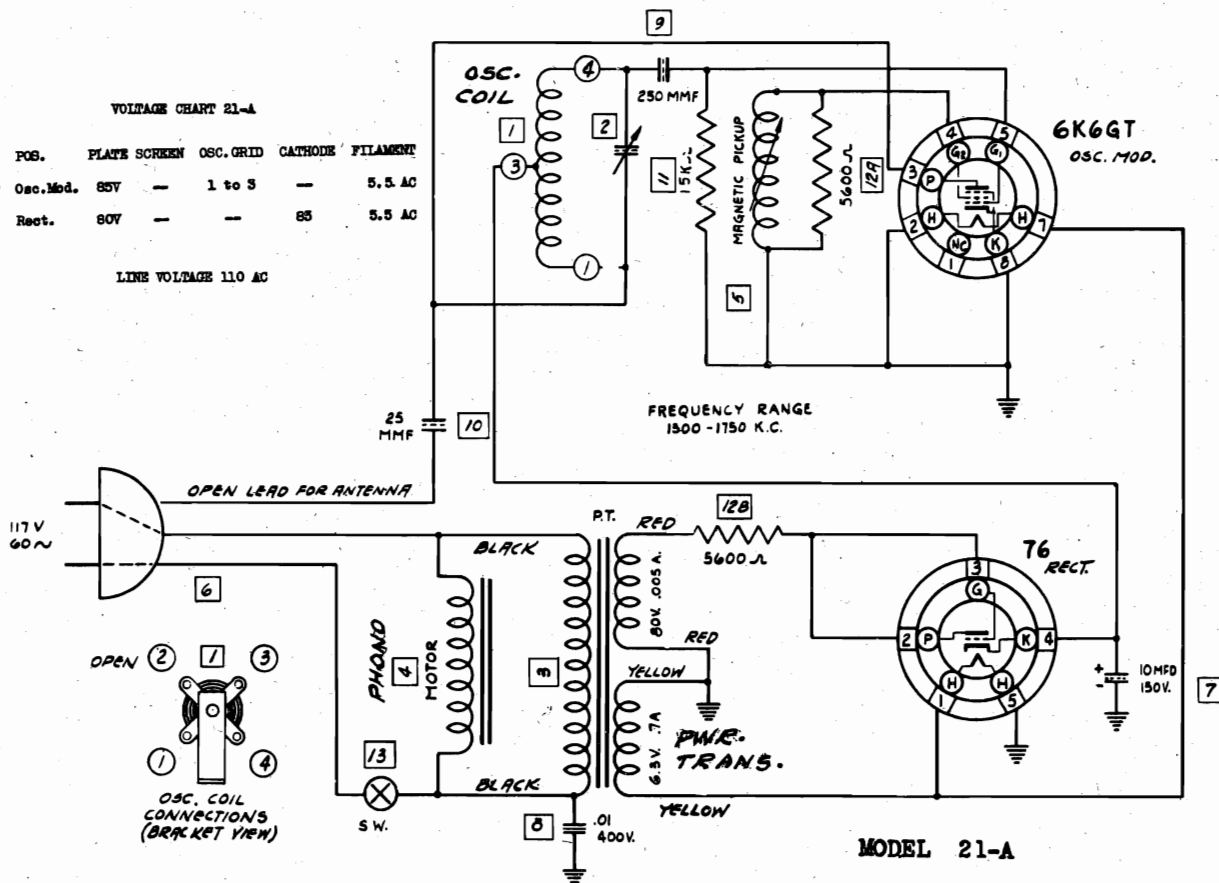 VOLTAGE CHART 21-A
POS. PLATE SCREEN OSC.GRID CATHODE FILAMENT
Osc.Mod. 85V — 1 to 3 — 5.5 AC
Rect. 80V — — 85 5.5 AC
LINE VOLTAGE 110 AC
OSC. COIL
1
4
3
1
2
9
250 MMF
11
15K Ω
MAGNETIC PICKUP
5
5600 Ω
12A
6K6GT
OSC. MOD.
4
5
3
2
1
8
7
G2
G1
P
H
H
NC
K
FREQUENCY RANGE
1500 - 1750 K.C.
25
MMF
10
OPEN LEAD FOR ANTENNA
117 V
60 ~
6
PHONO
MOTOR
4
BLACK
BLACK
3
P.T.
RED
80V. .005 A.
RED
YELLOW
6.3V. .7A
YELLOW
PWR.
TRANS.
12B
5600 Ω
76
RECT.
3
G
2
P
K
4
H
H
1
5
+
-
10 MFD
150V.
7
13
SW.
8
.01
400V.
OPEN
2
1
3
1
4
OSC. COIL
CONNECTIONS
(BRACKET VIEW)
MODEL 21-A